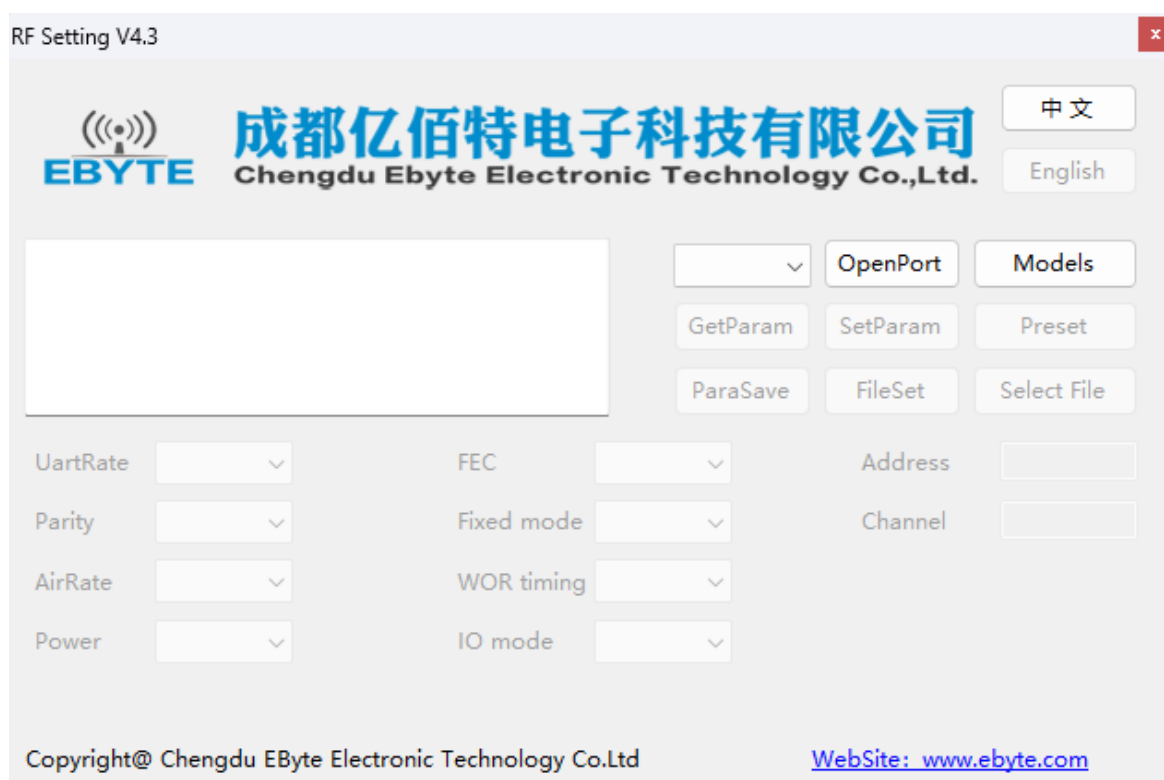 RF Setting V4.3
x
EBYTE
成都亿佰特电子科技有限公司
Chengdu Ebyte Electronic Technology Co.,Ltd.
中文
English
OpenPort Models
GetParam SetParam Preset
ParaSave FileSet Select File
UartRate FEC Address
Parity Fixed mode Channel
AirRate WOR timing
Power IO mode
Copyright@ Chengdu EByte Electronic Technology Co.Ltd WebSite: www.ebyte.com